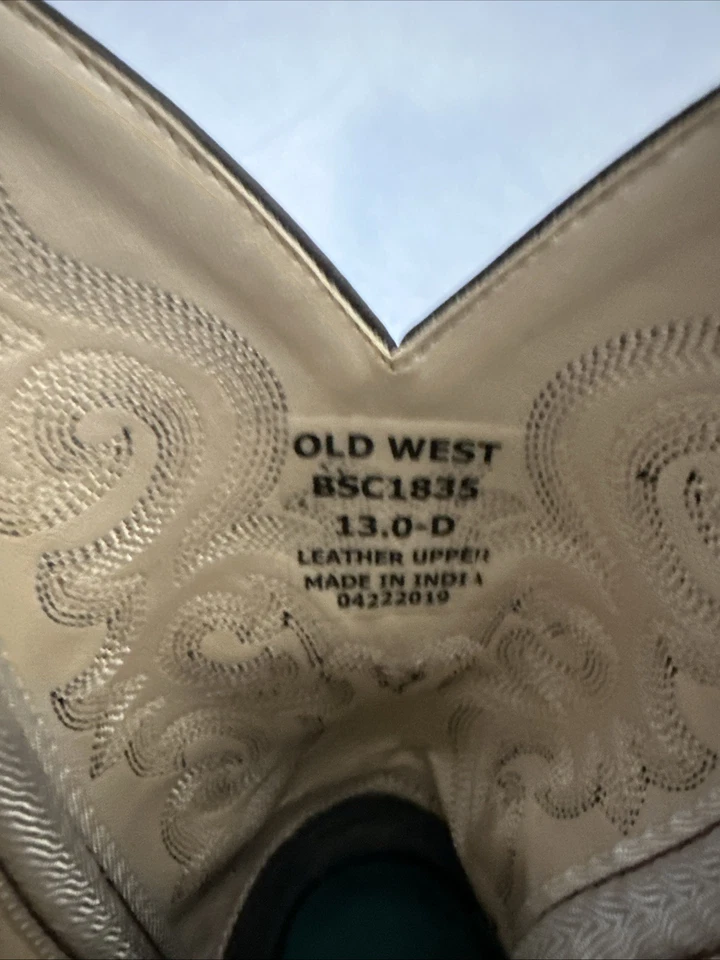 OLD WEST
BSC1835
13.0-D
LEATHER UPPER
MADE IN INDIA
04222019